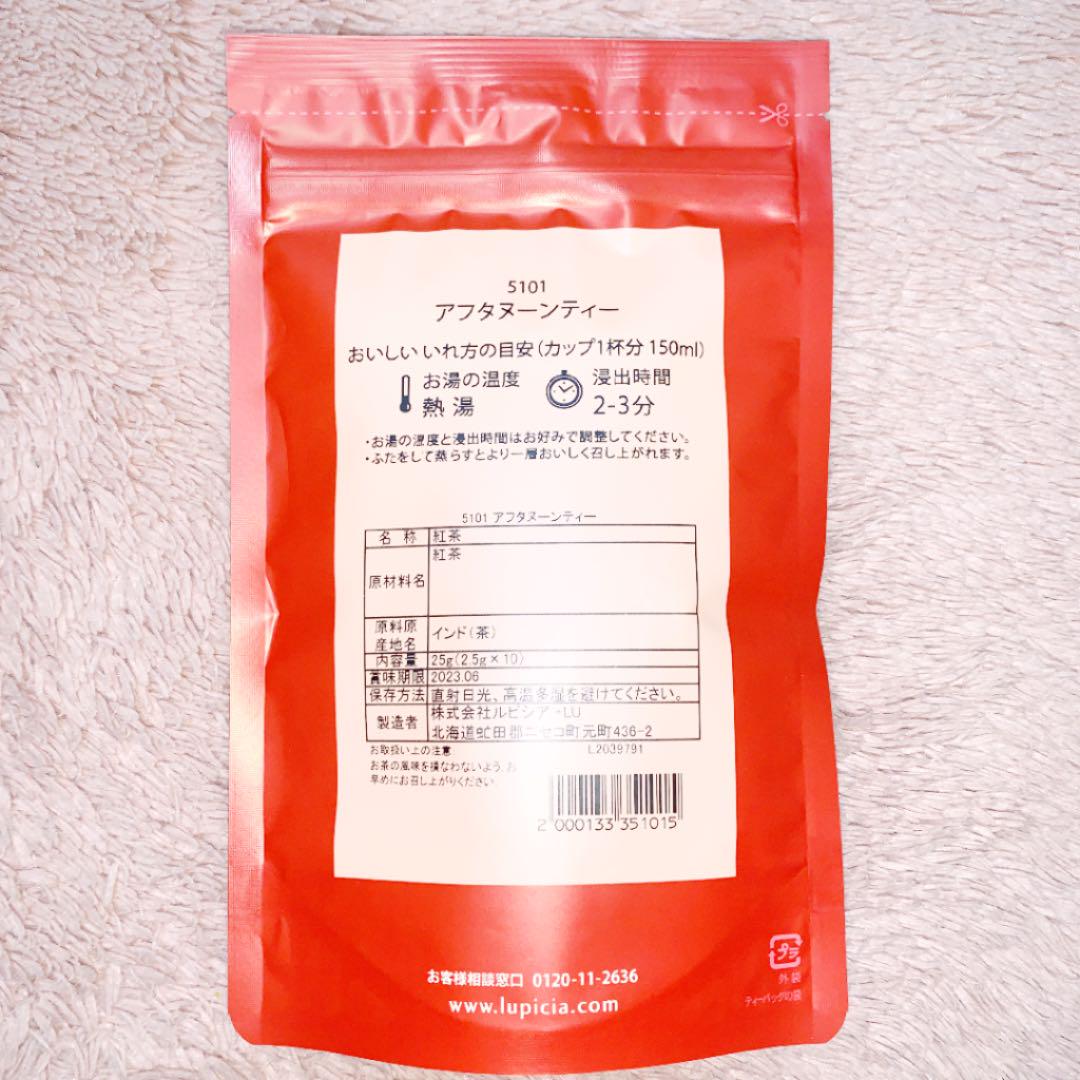 5101
アフタヌーンティー
おいしい いれ方の目安(カップ1杯分 150ml)
お湯の温度
熱湯
浸出時間
2-3分
・お湯の温度と浸出時間はお好みで調整してください。
・ふたをして蒸らすとより一層おいしく召し上がれます。
5101 アフタヌーンティー
名 称 紅茶
原材料名 紅茶
原料原産地名 インド(茶)
内容量 25g(2.5g×10)
賞味期限 2023.06
保存方法 直射日光、高温多湿を避けてください。
製造者 株式会社ルピシア -LU
北海道虻田郡ニセコ町元町436-2
お取扱い上の注意 L2039791
お茶の風味を損なわないよう、お
早めにお召し上がりください。
2 000133 351015
プラ
外袋
ティーバッグの袋
お客様相談窓口 0120-11-2636
www.lupicia.com